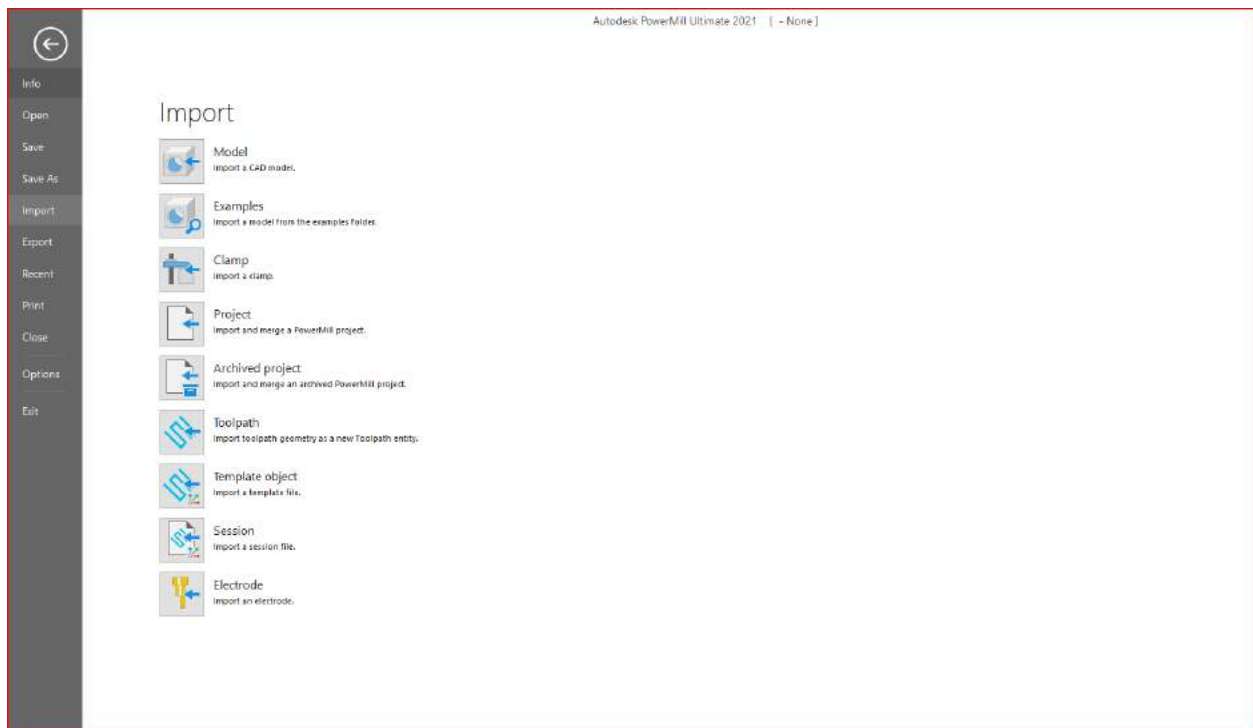 Autodesk PowerMill Ultimate 2021 [ - None ]
Info
Open
Save
Save As
Import
Export
Recent
Print
Close
Options
Exit
Import
Model
Import a CAD model.
Examples
Import a model from the examples folder.
Clamp
Import a clamp.
Project
Import and merge a PowerMill project.
Archived project
Import and merge an archived PowerMill project.
Toolpath
Import toolpath geometry as a new Toolpath entity.
Template object
Import a template file.
Session
Import a session file.
Electrode
Import an electrode.